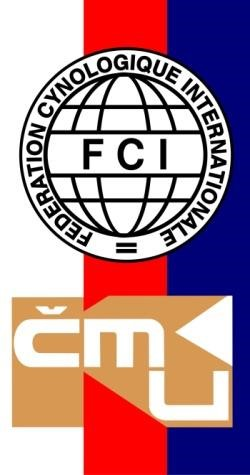 FEDERATION CYNOLOGIQUE INTERNATIONALE
FCI
ČMKU